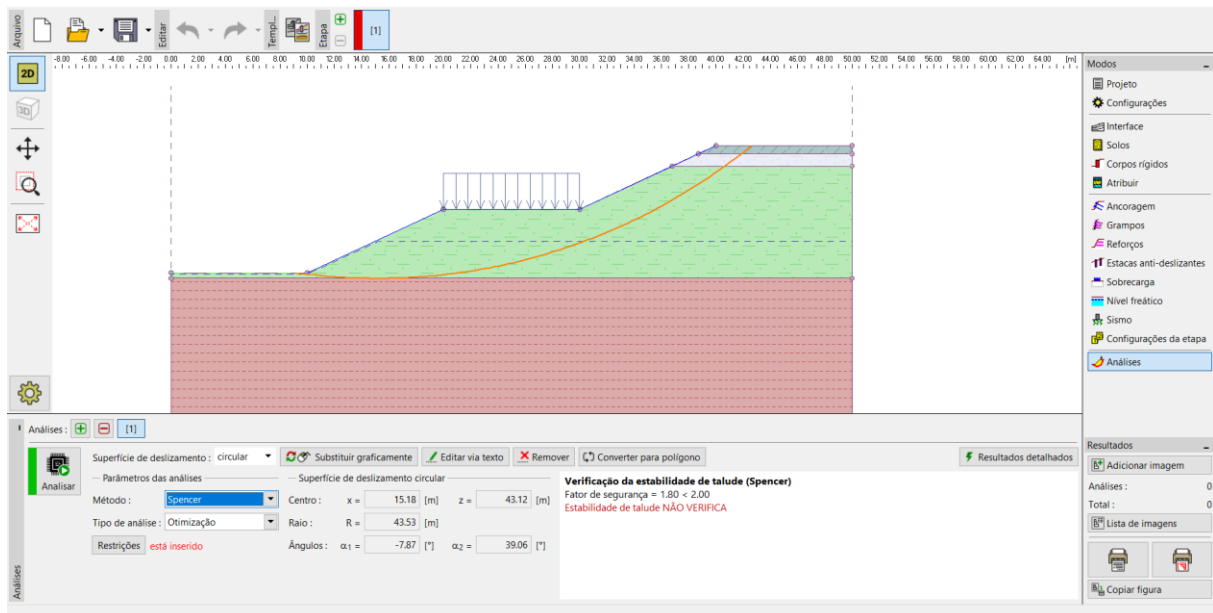 Arquivo
Editar
Templ...
Etapa
[1]
2D
3D
-8.00 -6.00 -4.00 -2.00 0.00 2.00 4.00 6.00 8.00 10.00 12.00 14.00 16.00 18.00 20.00 22.00 24.00 26.00 28.00 30.00 32.00 34.00 36.00 38.00 40.00 42.00 44.00 46.00 48.00 50.00 52.00 54.00 56.00 58.00 60.00 62.00 64.00 [m]
Modos
Projeto
Configurações
Interface
Solos
Corpos rígidos
Atribuir
Ancoragem
Grampos
Reforços
Estacas anti-deslizantes
Sobrecarga
Nível freático
Sismo
Configurações da etapa
Análises
Análises : [1]
Analisar
Superfície de deslizamento : circular
Substituir graficamente
Editar via texto
Remover
Converter para polígono
Resultados detalhados
Parâmetros das análises
Método : Spencer
Tipo de análise : Otimização
Restrições está inserido
Superfície de deslizamento circular
Centro : x = 15.18 [m] z = 43.12 [m]
Raio : R = 43.53 [m]
Ângulos : α1 = -7.87 [°] α2 = 39.06 [°]
Verificação da estabilidade de talude (Spencer)
Fator de segurança = 1.80 < 2.00
Estabilidade de talude NÃO VERIFICA
Análises
Resultados
Adicionar imagem
Análises : 0
Total : 0
Lista de imagens
Copiar figura